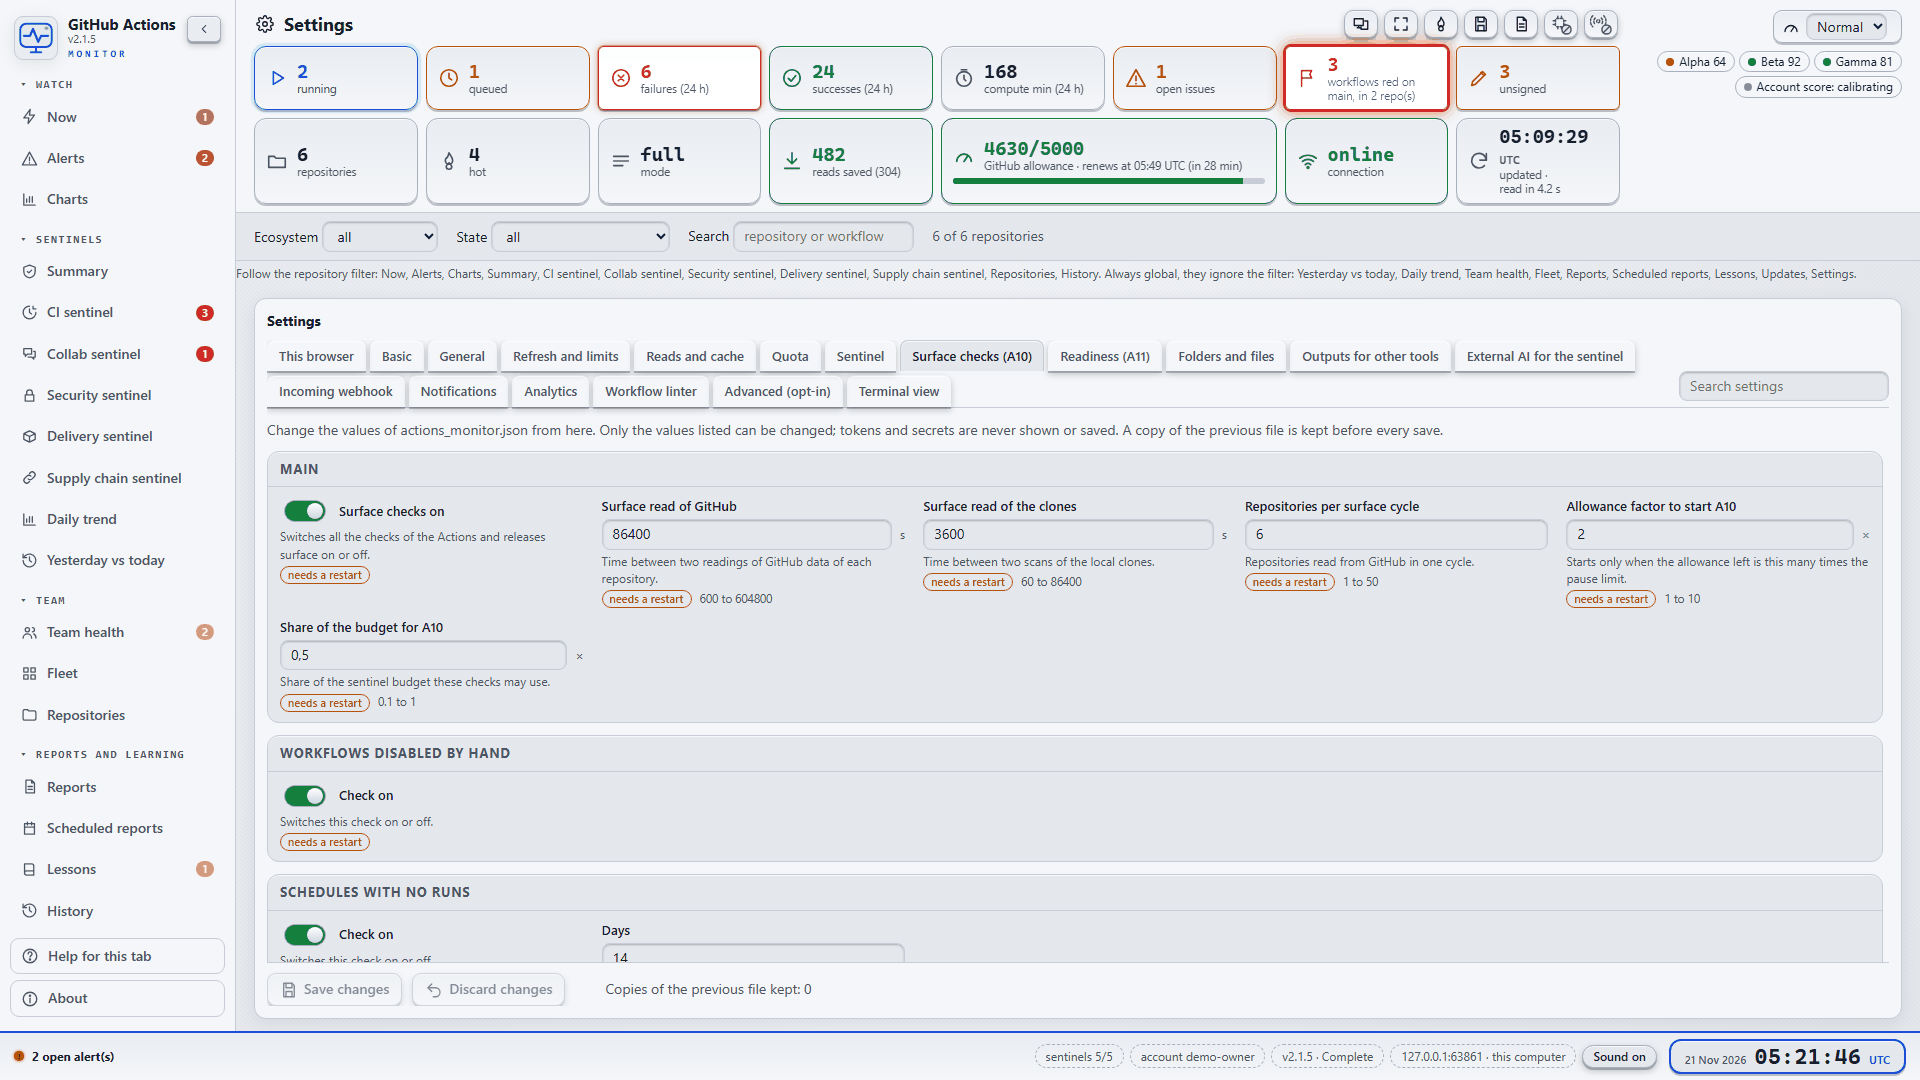 GitHub Actions
v2.1.5
MONITOR
WATCH
Now 1
Alerts 2
Charts
SENTINELS
Summary
CI sentinel 3
Collab sentinel 1
Security sentinel
Delivery sentinel
Supply chain sentinel
Daily trend
Yesterday vs today
TEAM
Team health 2
Fleet
Repositories
REPORTS AND LEARNING
Reports
Scheduled reports
Lessons 1
History
Help for this tab
About
Settings
Normal
2
running
1
queued
6
failures (24 h)
24
successes (24 h)
168
compute min (24 h)
1
open issues
3
workflows red on
main, in 2 repo(s)
3
unsigned
Alpha 64
Beta 92
Gamma 81
Account score: calibrating
6
repositories
4
hot
full
mode
482
reads saved (304)
4630/5000
GitHub allowance · renews at 05:49 UTC (in 28 min)
online
connection
05:09:29
UTC
updated ·
read in 4.2 s
Ecosystem all State all Search repository or workflow 6 of 6 repositories
Follow the repository filter: Now, Alerts, Charts, Summary, CI sentinel, Collab sentinel, Security sentinel, Delivery sentinel, Supply chain sentinel, Repositories, History. Always global, they ignore the filter: Yesterday vs today, Daily trend, Team health, Fleet, Reports, Scheduled reports, Lessons, Updates, Settings.
Settings
This browser Basic General Refresh and limits Reads and cache Quota Sentinel Surface checks (A10) Readiness (A11) Folders and files Outputs for other tools External AI for the sentinel
Incoming webhook Notifications Analytics Workflow linter Advanced (opt-in) Terminal view
Search settings
Change the values of actions_monitor.json from here. Only the values listed can be changed; tokens and secrets are never shown or saved. A copy of the previous file is kept before every save.
MAIN
Surface checks on
Switches all the checks of the Actions and releases
surface on or off.
needs a restart
Surface read of GitHub
86400 s
Time between two readings of GitHub data of each
repository.
needs a restart 600 to 604800
Surface read of the clones
3600 s
Time between two scans of the local clones.
needs a restart 60 to 86400
Repositories per surface cycle
6
Repositories read from GitHub in one cycle.
needs a restart 1 to 50
Allowance factor to start A10
2 ×
Starts only when the allowance left is this many times the
pause limit.
needs a restart 1 to 10
Share of the budget for A10
0,5 ×
Share of the sentinel budget these checks may use.
needs a restart 0.1 to 1
WORKFLOWS DISABLED BY HAND
Check on
Switches this check on or off.
needs a restart
SCHEDULES WITH NO RUNS
Check on
Switches this check on or off.
Days
14
Save changes Discard changes Copies of the previous file kept: 0
2 open alert(s)
sentinels 5/5
account demo-owner
v2.1.5 · Complete
127.0.0.1:63861 · this computer
Sound on
21 Nov 2026 05:21:46 UTC